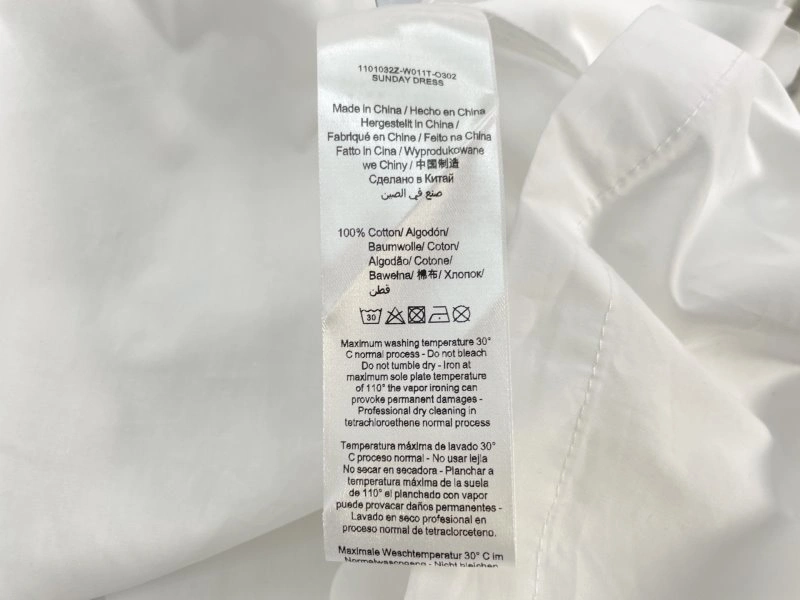 1101032Z-W011T-O302
SUNDAY DRESS
Made in China / Hecho en China
Hergestellt in China /
Fabriqué en Chine / Feito na China
Fatto in Cina / Wyprodukowane
we Chiny / 中国制造
Сделано в Китай
صنع في الصين
100% Cotton/ Algodón/
Baumwolle/ Coton/
Algodão/ Cotone/
Bawełna/ 棉布/ Хлопок/
قطن
30
Maximum washing temperature 30°
C normal process - Do not bleach
Do not tumble dry - Iron at
maximum sole plate temperature
of 110° the vapor ironing can
provoke permanent damages -
Professional dry cleaning in
tetrachloroethene normal process
Temperatura máxima de lavado 30°
C proceso normal - No usar lejia
No secar en secadora - Planchar a
temperatura máxima de la suela
de 110° el planchado con vapor
puede provacar daños permanentes -
Lavado en seco profesional en
proceso normal de tetracloroceteno.
Maximale Weschtemperatur 30° C im
Normetwascgeng - Nicht bleichen